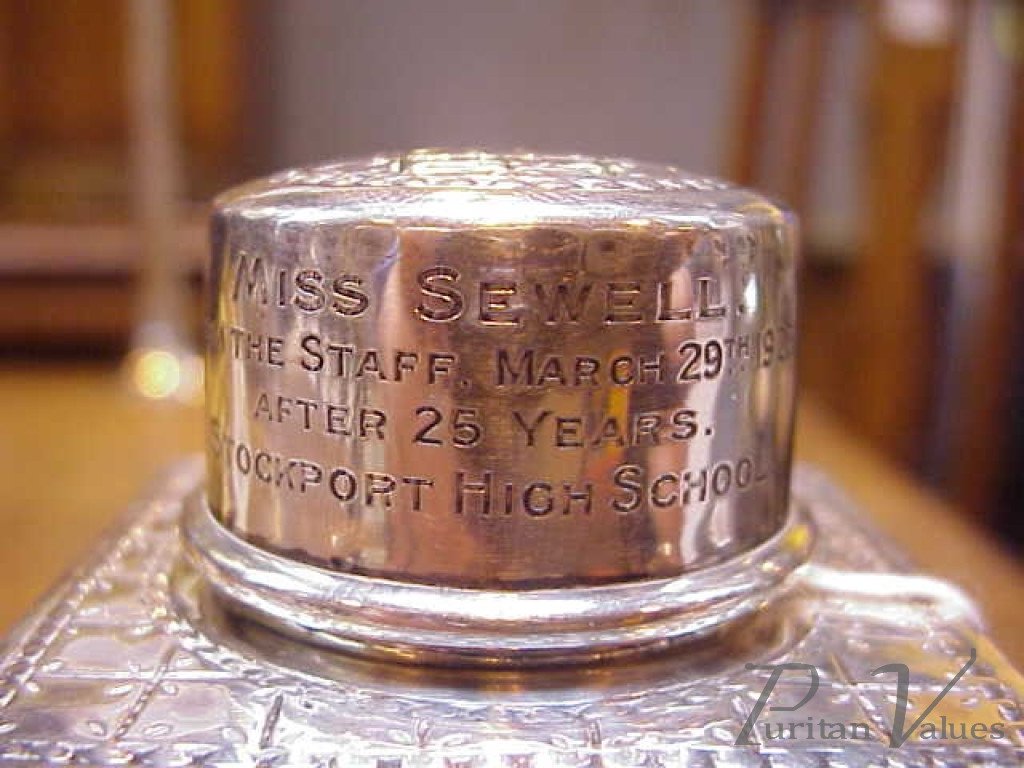 Miss Sewell.
the Staff. March 29th
after 25 Years.
Stockport High School
Puritan Values